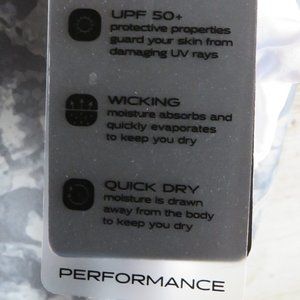 UPF 50+
protective properties
guard your skin from
damaging UV rays
WICKING
moisture absorbs and
quickly evaporates
to keep you dry
QUICK DRY
moisture is drawn
away from the body
to keep you dry
PERFORMANCE